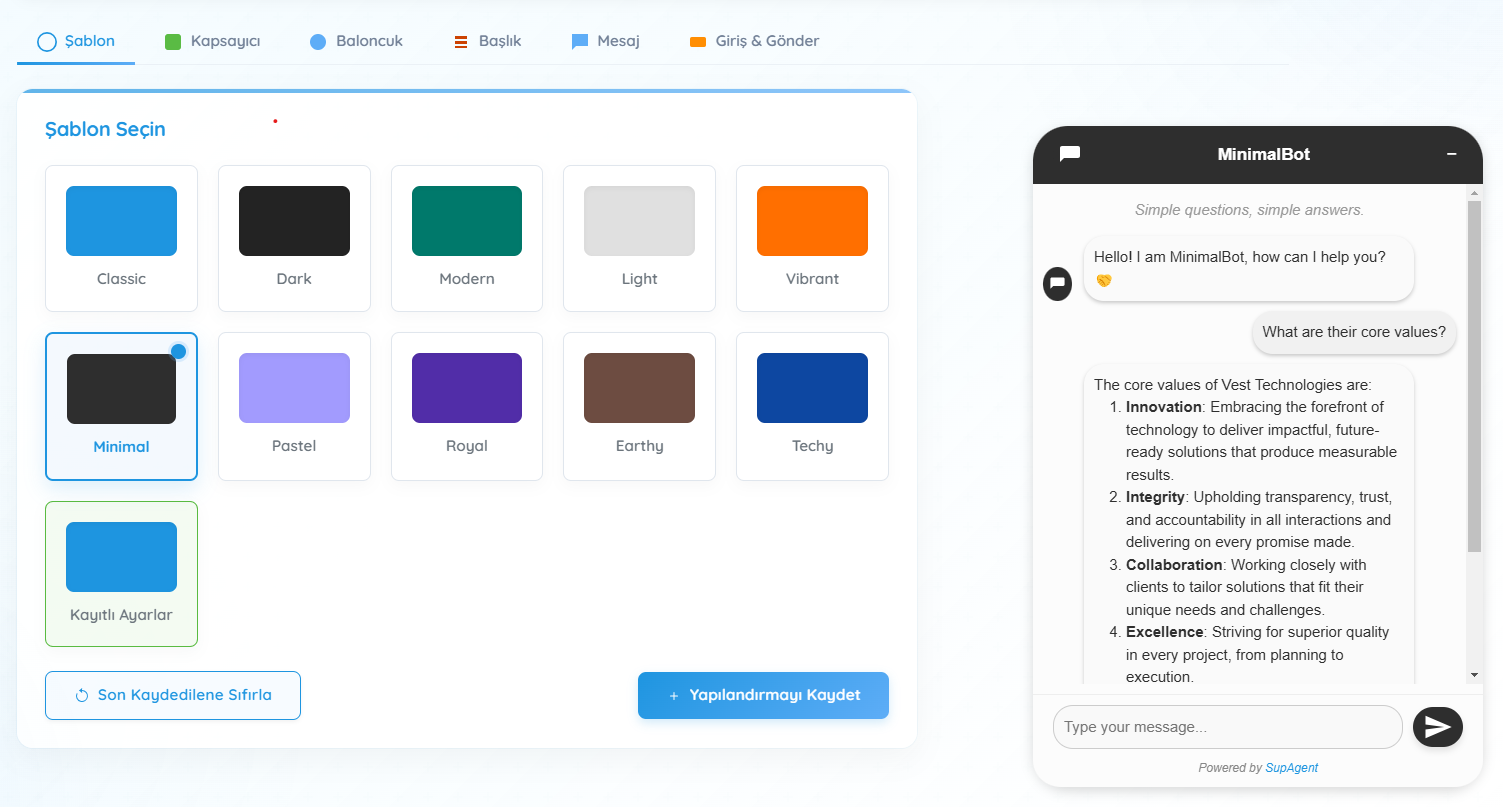 Şablon
Kapsayıcı
Baloncuk
Başlık
Mesaj
Giriş & Gönder
Şablon Seçin
Classic
Dark
Modern
Light
Vibrant
Minimal
Pastel
Royal
Earthy
Techy
Kayıtlı Ayarlar
Son Kaydedilene Sıfırla
Yapılandırmayı Kaydet
MinimalBot
Simple questions, simple answers.
Hello! I am MinimalBot, how can I help you?
What are their core values?
The core values of Vest Technologies are:
1. Innovation: Embracing the forefront of
technology to deliver impactful, future-
ready solutions that produce measurable
results.
2. Integrity: Upholding transparency, trust,
and accountability in all interactions and
delivering on every promise made.
3. Collaboration: Working closely with
clients to tailor solutions that fit their
unique needs and challenges.
4. Excellence: Striving for superior quality
in every project, from planning to
execution.
Type your message...
Powered by SupAgent